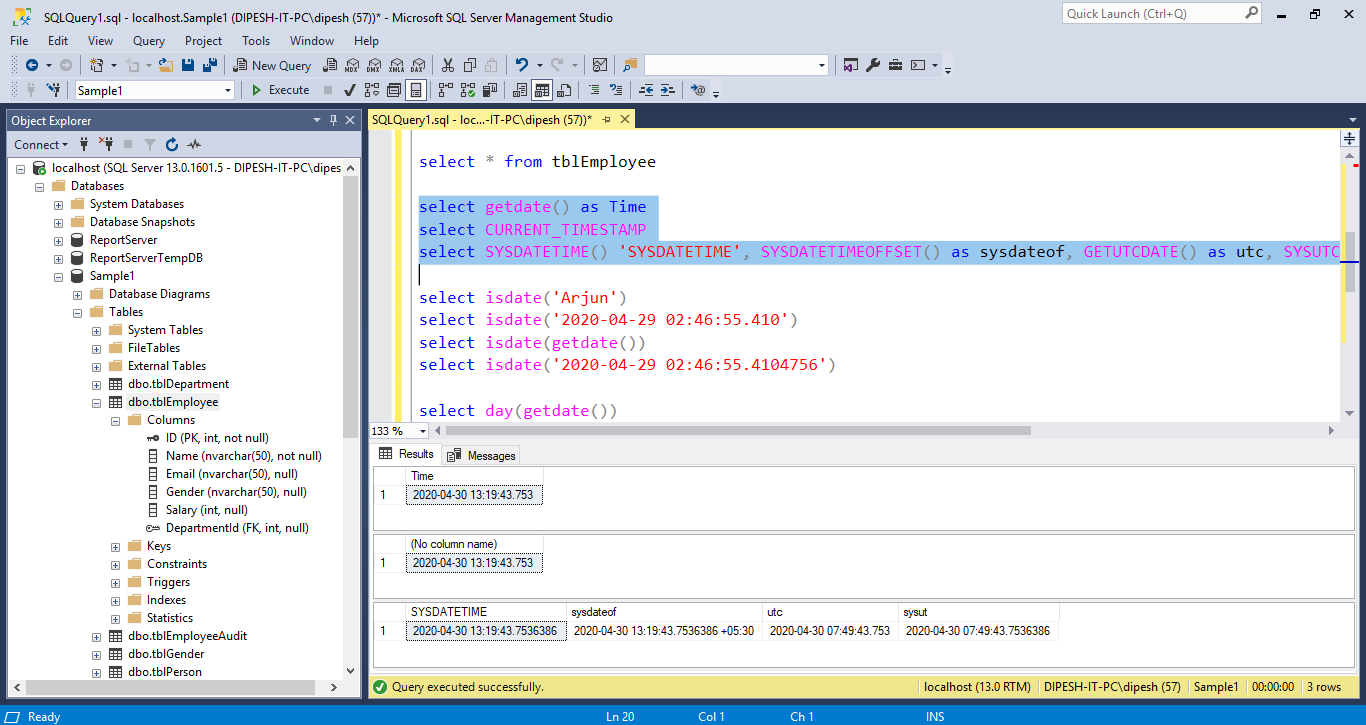 SQLQuery1.sql - localhost.Sample1 (DIPESH-IT-PC\dipesh (57))* - Microsoft SQL Server Management Studio
Quick Launch (Ctrl+Q)
File Edit View Query Project Tools Window Help
New Query MDX DMX XMLA DAX
Sample1 Execute
Object Explorer
Connect
localhost (SQL Server 13.0.1601.5 - DIPESH-IT-PC\dipes
Databases
System Databases
Database Snapshots
ReportServer
ReportServerTempDB
Sample1
Database Diagrams
Tables
System Tables
FileTables
External Tables
dbo.tblDepartment
dbo.tblEmployee
Columns
ID (PK, int, not null)
Name (nvarchar(50), not null)
Email (nvarchar(50), null)
Gender (nvarchar(50), null)
Salary (int, null)
DepartmentId (FK, int, null)
Keys
Constraints
Triggers
Indexes
Statistics
dbo.tblEmployeeAudit
dbo.tblGender
dbo.tblPerson
SQLQuery1.sql - loc...-IT-PC\dipesh (57))*
select * from tblEmployee
select getdate() as Time
select CURRENT_TIMESTAMP
select SYSDATETIME() 'SYSDATETIME', SYSDATETIMEOFFSET() as sysdateof, GETUTCDATE() as utc, SYSUTC
select isdate('Arjun')
select isdate('2020-04-29 02:46:55.410')
select isdate(getdate())
select isdate('2020-04-29 02:46:55.4104756')
select day(getdate())
133 %
Results Messages
Time
1 2020-04-30 13:19:43.753
(No column name)
1 2020-04-30 13:19:43.753
SYSDATETIME sysdateof utc sysut
1 2020-04-30 13:19:43.7536386 2020-04-30 13:19:43.7536386 +05:30 2020-04-30 07:49:43.753 2020-04-30 07:49:43.7536386
Query executed successfully. localhost (13.0 RTM) DIPESH-IT-PC\dipesh (57) Sample1 00:00:00 3 rows
Ready Ln 20 Col 1 Ch 1 INS